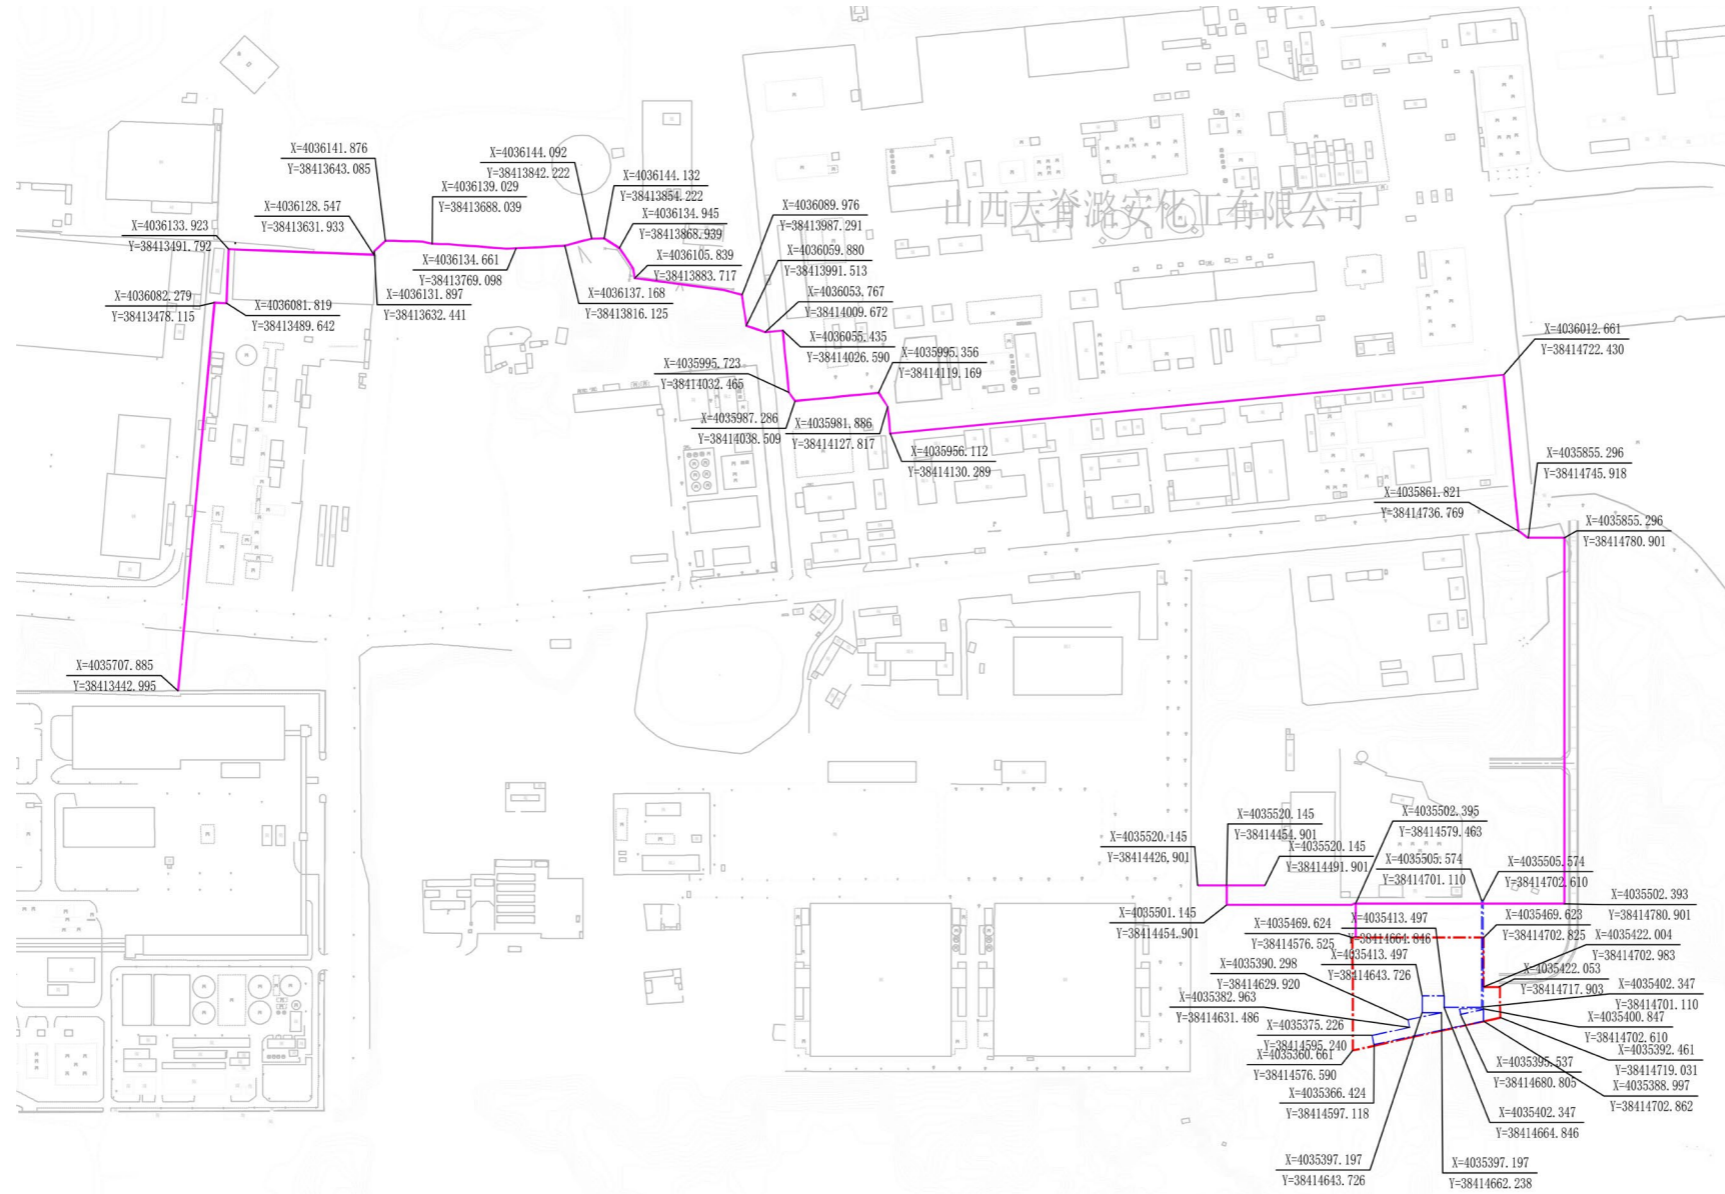 山西天脊潞安化工有限公司
X=4036141.876
Y=38413643.085
X=4036144.092
Y=38413842.222
X=4036139.029
Y=38413688.039
X=4036144.132
Y=38413854.222
X=4036128.547
Y=38413631.933
X=4036134.945
Y=38413868.939
X=4036089.976
Y=38413987.291
X=4036133.923
Y=38413491.792
X=4036134.661
Y=38413769.098
X=4036105.839
Y=38413883.717
X=4036059.880
Y=38413991.513
X=4036082.279
Y=38413478.115
X=4036081.819
Y=38413489.642
X=4036131.897
Y=38413632.441
X=4036137.168
Y=38413816.125
X=4036053.767
Y=38414009.672
X=4036055.435
Y=38414026.590
X=4036012.661
Y=38414722.430
X=4035995.723
Y=38414032.465
X=4035995.356
Y=38414119.169
X=4035987.286
Y=38414038.509
X=4035981.886
Y=38414127.817
X=4035956.112
Y=38414130.289
X=4035855.296
Y=38414745.918
X=4035861.821
Y=38414736.769
X=4035855.296
Y=38414780.901
X=4035707.885
Y=38413442.995
X=4035520.145
Y=38414454.901
X=4035502.395
Y=38414579.463
X=4035520.145
Y=38414426.901
X=4035520.145
Y=38414491.901
X=4035505.574
Y=38414701.110
X=4035505.574
Y=38414702.610
X=4035502.393
Y=38414780.901
X=4035501.145
Y=38414454.901
X=4035469.624
Y=38414576.525
X=4035413.497
Y=38414664.846
X=4035469.623
Y=38414702.825
X=4035422.004
Y=38414702.983
X=4035413.497
Y=38414643.726
X=4035390.298
Y=38414629.920
X=4035422.053
Y=38414717.903
X=4035402.347
Y=38414701.110
X=4035382.963
Y=38414631.486
X=4035400.847
Y=38414702.610
X=4035375.226
Y=38414595.240
X=4035360.661
Y=38414576.590
X=4035392.461
Y=38414719.031
X=4035395.537
Y=38414680.805
X=4035388.997
Y=38414702.862
X=4035366.424
Y=38414597.118
X=4035402.347
Y=38414664.846
X=4035397.197
Y=38414643.726
X=4035397.197
Y=38414662.238